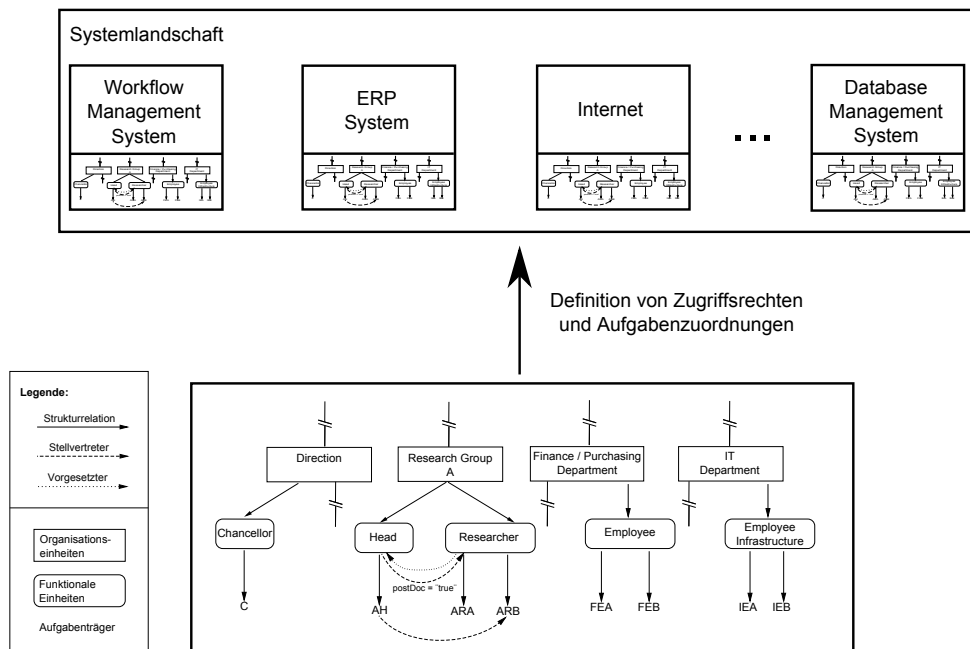 Systemlandschaft
Workflow
Management
System
ERP
System
Internet
...
Database
Management
System
Definition von Zugriffsrechten
und Aufgabenzuordnungen
Legende:
Strukturrelation
Stellvertreter
Vorgesetzter
Organisations-
einheiten
Funktionale
Einheiten
Aufgabenträger
Direction
Research Group
A
Finance / Purchasing
Department
IT
Department
Chancellor
Head
Researcher
Employee
Employee
Infrastructure
postDoc = "true"
C
AH
ARA
ARB
FEA
FEB
IEA
IEB